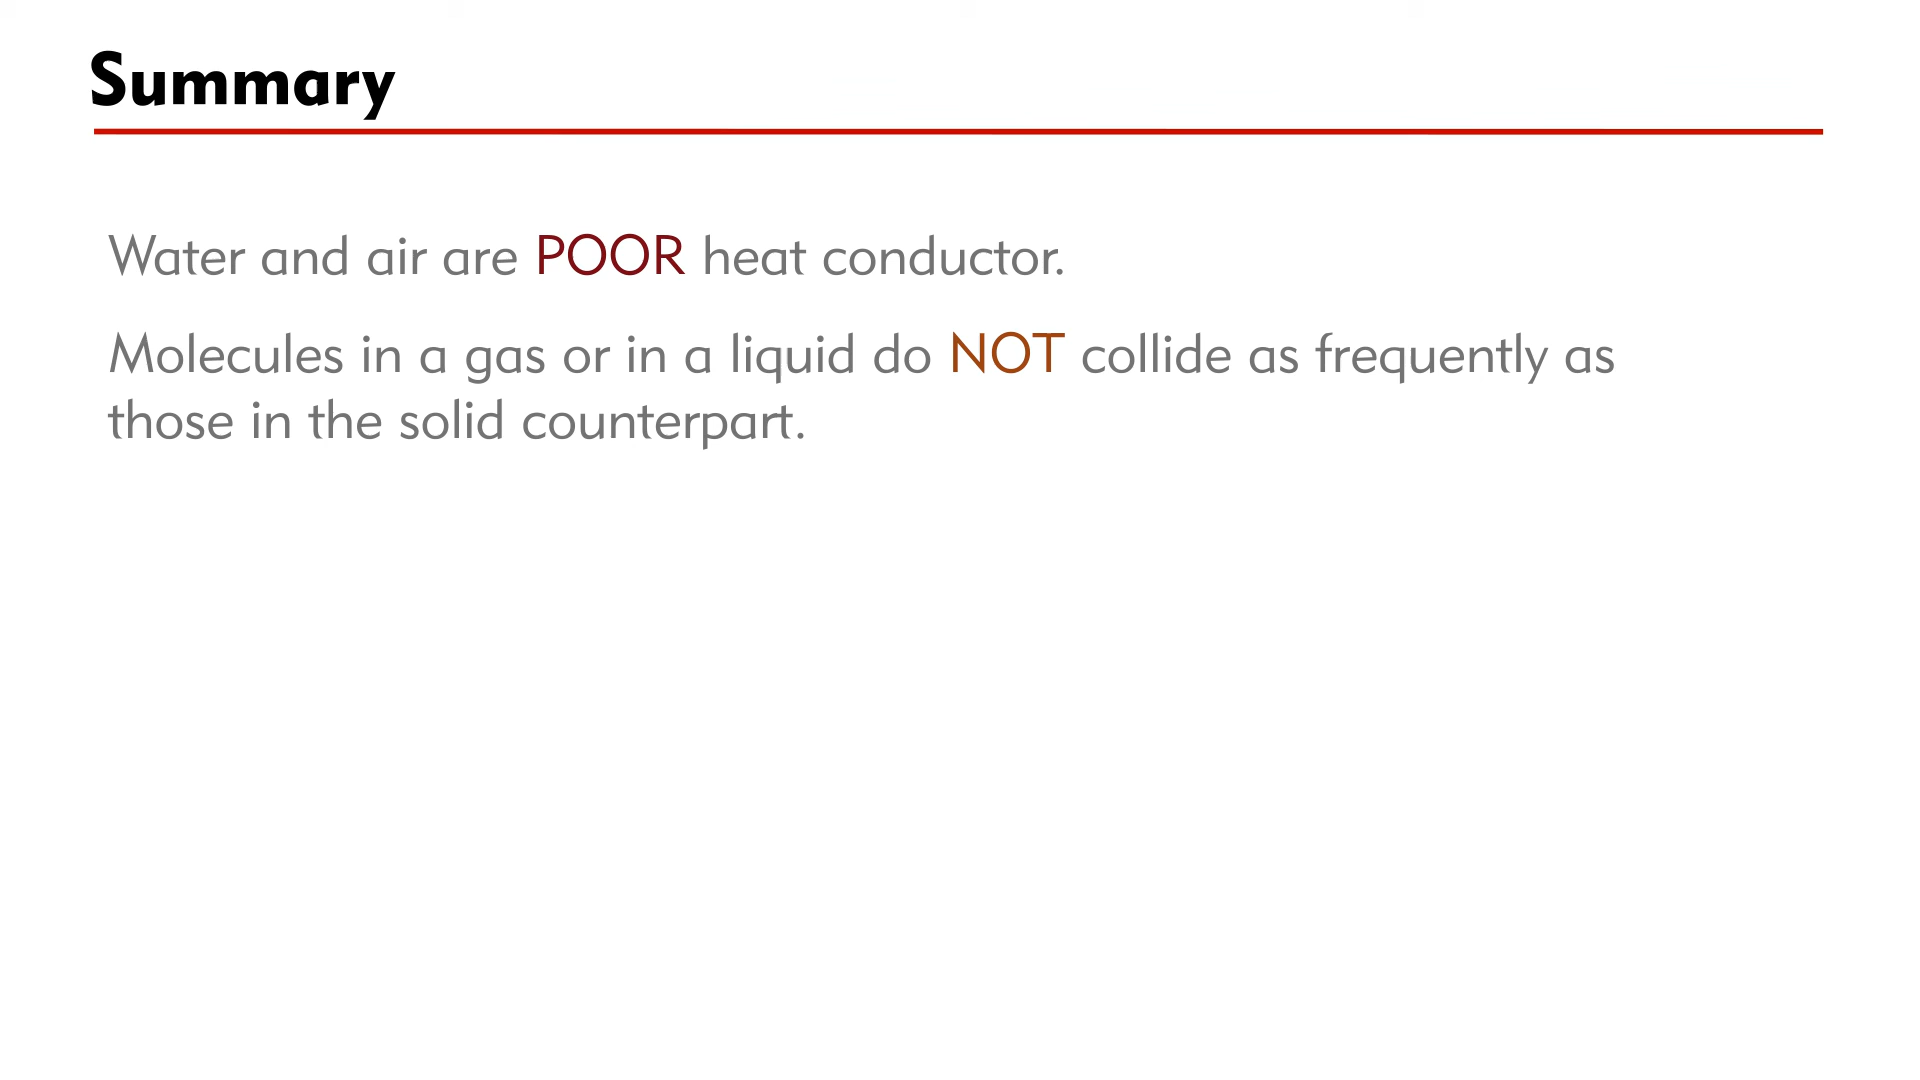 Summary
Water and air are POOR heat conductor.
Molecules in a gas or in a liquid do NOT collide as frequently as
those in the solid counterpart.